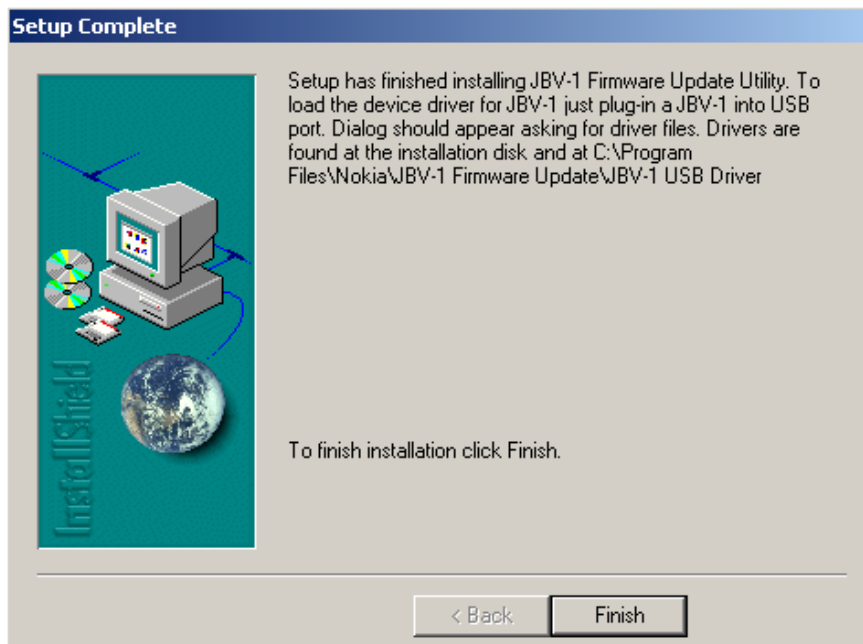 Setup Complete
Setup has finished installing JBV-1 Firmware Update Utility. To
load the device driver for JBV-1 just plug-in a JBV-1 into USB
port. Dialog should appear asking for driver files. Drivers are
found at the installation disk and at C:\Program
Files\Nokia\JBV-1 Firmware Update\JBV-1 USB Driver
InstallShield
To finish installation click Finish.
< Back
Finish